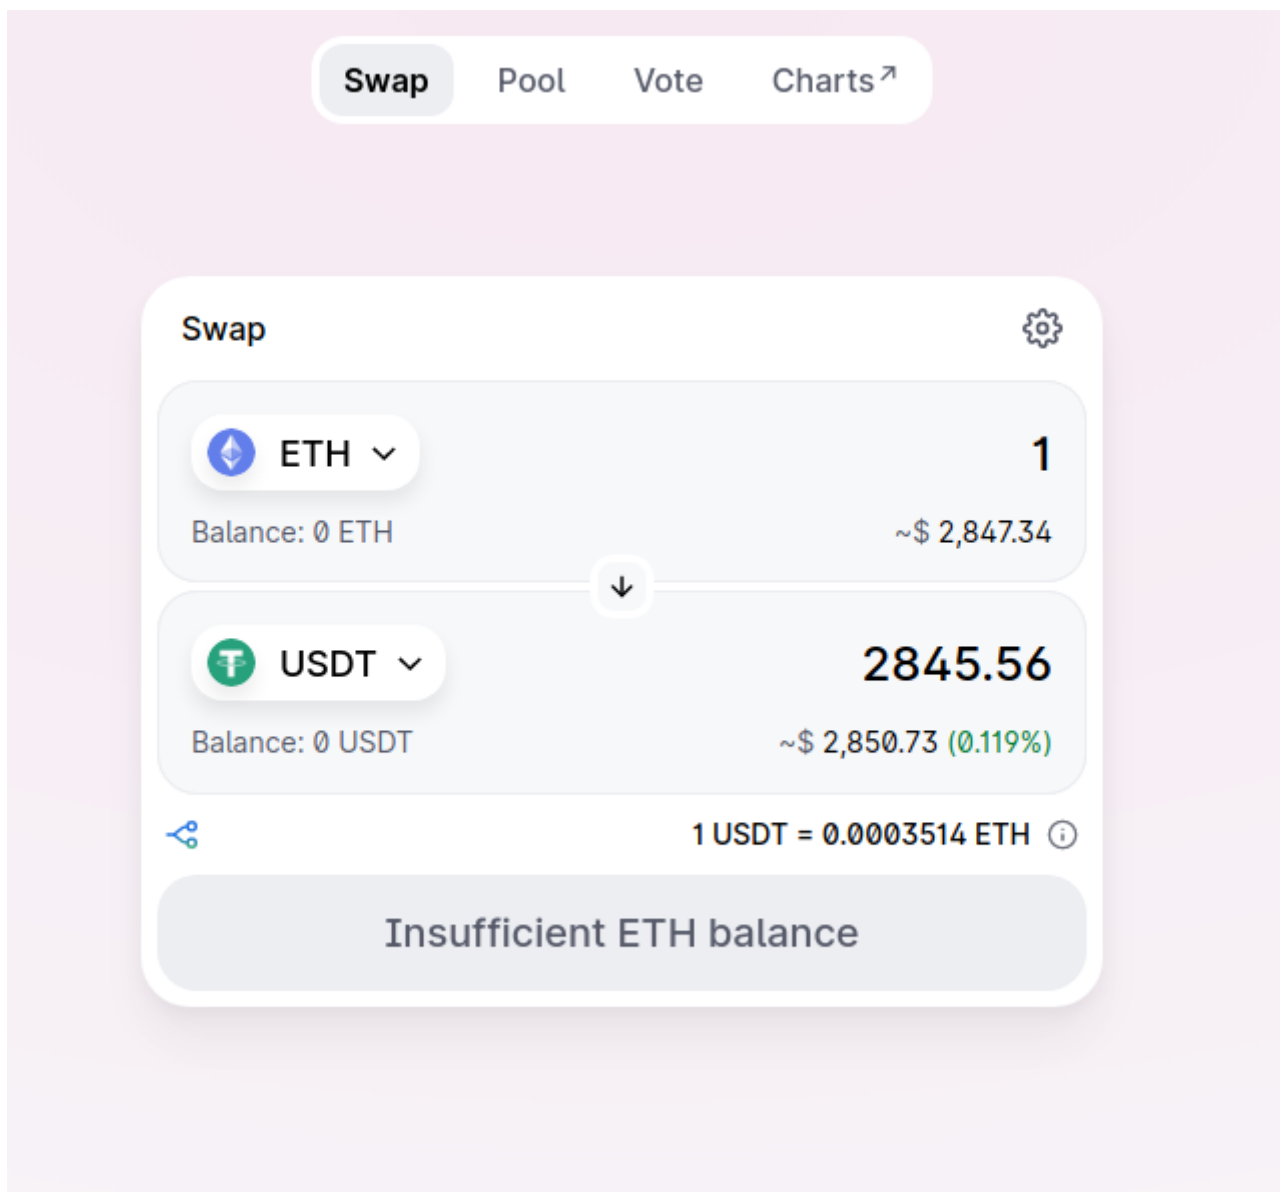 Swap Pool Vote Charts↗
Swap
ETH 1
Balance: 0 ETH ~$ 2,847.34
USDT 2845.56
Balance: 0 USDT ~$ 2,850.73 (0.119%)
1 USDT = 0.0003514 ETH
Insufficient ETH balance